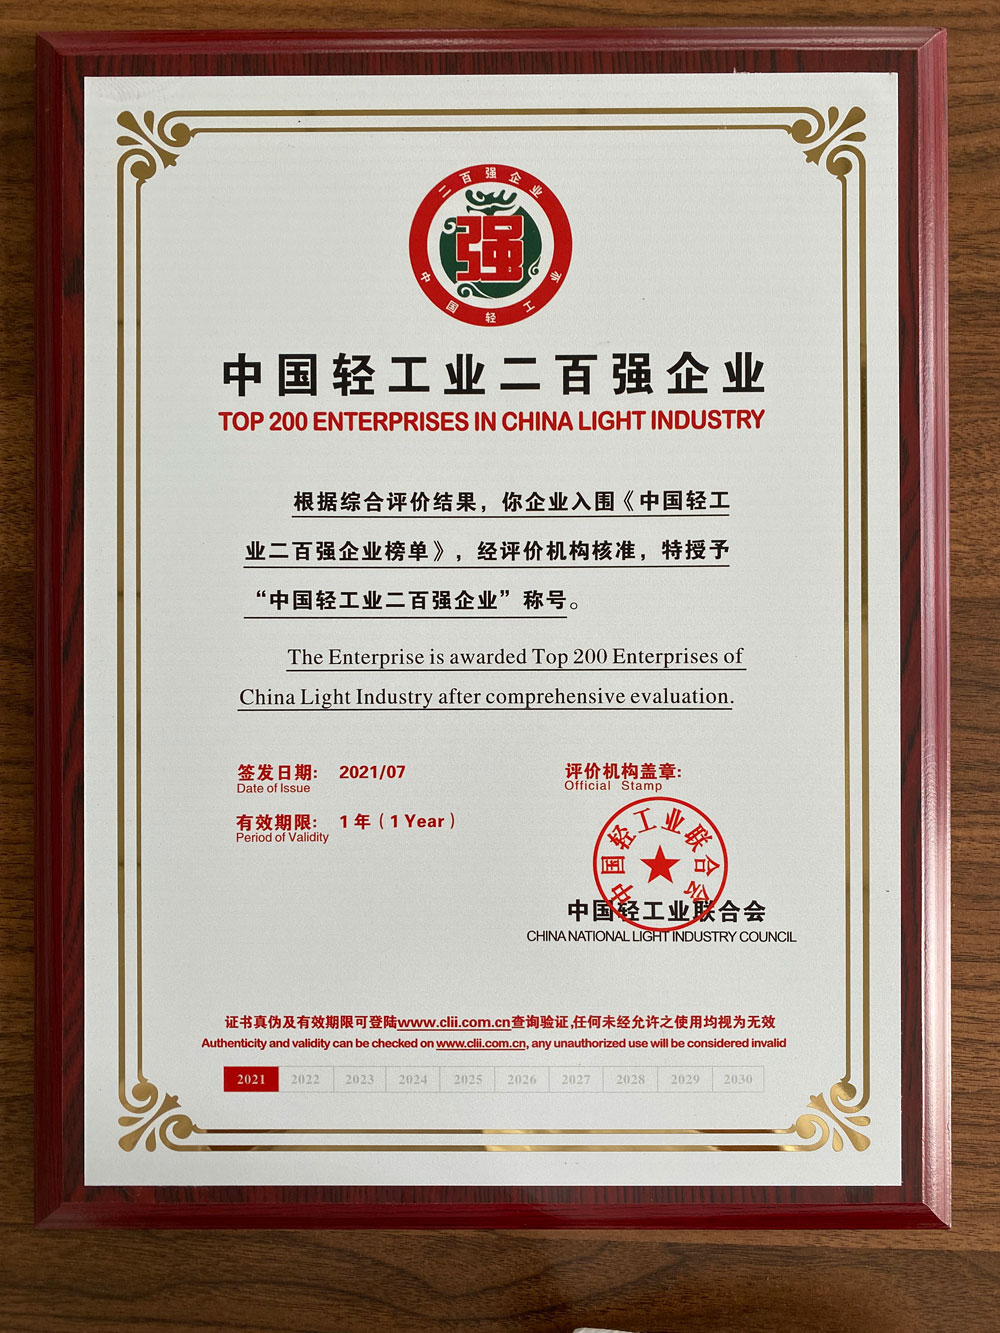 二百强企业
强
中国轻工业
中国轻工业二百强企业
TOP 200 ENTERPRISES IN CHINA LIGHT INDUSTRY
根据综合评价结果，你企业入围《中国轻工
业二百强企业榜单》，经评价机构核准，特授予
“中国轻工业二百强企业”称号。
The Enterprise is awarded Top 200 Enterprises of
China Light Industry after comprehensive evaluation.
签发日期: 2021/07
Date of Issue
有效期限: 1 年（1 Year）
Period of Validity
评价机构盖章:
Official Stamp
中国轻工业联合会
中国轻工业联合会
CHINA NATIONAL LIGHT INDUSTRY COUNCIL
证书真伪及有效期限可登陆www.clii.com.cn查询验证,任何未经允许之使用均视为无效
Authenticity and validity can be checked on www.clii.com.cn, any unauthorized use will be considered invalid
2021 2022 2023 2024 2025 2026 2027 2028 2029 2030